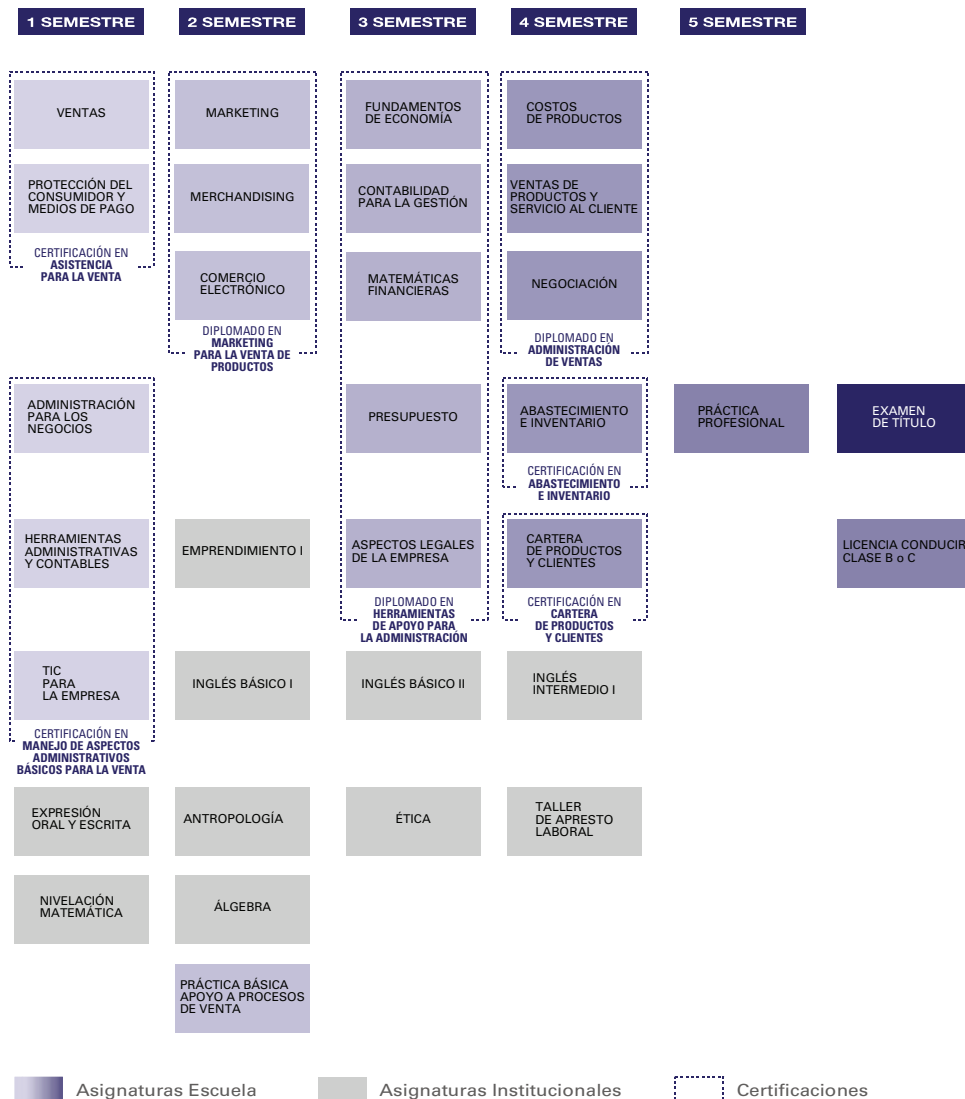 1 SEMESTRE
2 SEMESTRE
3 SEMESTRE
4 SEMESTRE
5 SEMESTRE
VENTAS
PROTECCIÓN DEL
CONSUMIDOR Y
MEDIOS DE PAGO
CERTIFICACIÓN EN
ASISTENCIA
PARA LA VENTA
ADMINISTRACIÓN
PARA LOS
NEGOCIOS
HERRAMIENTAS
ADMINISTRATIVAS
Y CONTABLES
TIC
PARA
LA EMPRESA
CERTIFICACIÓN EN
MANEJO DE ASPECTOS
ADMINISTRATIVOS
BÁSICOS PARA LA VENTA
EXPRESIÓN
ORAL Y ESCRITA
NIVELACIÓN
MATEMÁTICA
MARKETING
MERCHANDISING
COMERCIO
ELECTRÓNICO
DIPLOMADO EN
MARKETING
PARA LA VENTA DE
PRODUCTOS
EMPRENDIMIENTO I
INGLÉS BÁSICO I
ANTROPOLOGÍA
ÁLGEBRA
PRÁCTICA BÁSICA
APOYO A PROCESOS
DE VENTA
FUNDAMENTOS
DE ECONOMÍA
CONTABILIDAD
PARA LA GESTIÓN
MATEMÁTICAS
FINANCIERAS
PRESUPUESTO
ASPECTOS LEGALES
DE LA EMPRESA
DIPLOMADO EN
HERRAMIENTAS
DE APOYO PARA
LA ADMINISTRACIÓN
INGLÉS BÁSICO II
ÉTICA
COSTOS
DE PRODUCTOS
VENTAS DE
PRODUCTOS Y
SERVICIO AL CLIENTE
NEGOCIACIÓN
DIPLOMADO EN
ADMINISTRACIÓN
DE VENTAS
ABASTECIMIENTO
E INVENTARIO
CERTIFICACIÓN EN
ABASTECIMIENTO
E INVENTARIO
CARTERA
DE PRODUCTOS
Y CLIENTES
CERTIFICACIÓN EN
CARTERA
DE PRODUCTOS
Y CLIENTES
INGLÉS
INTERMEDIO I
TALLER
DE APRESTO
LABORAL
PRÁCTICA
PROFESIONAL
EXAMEN
DE TÍTULO
LICENCIA CONDUCIR
CLASE B o C
Asignaturas Escuela
Asignaturas Institucionales
Certificaciones